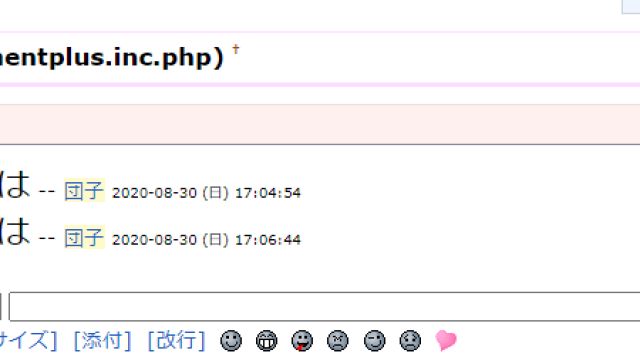 entplus.inc.php) †
は -- 団子 2020-08-30 (日) 17:04:54
は -- 団子 2020-08-30 (日) 17:06:44
サイズ] [添付] [改行]